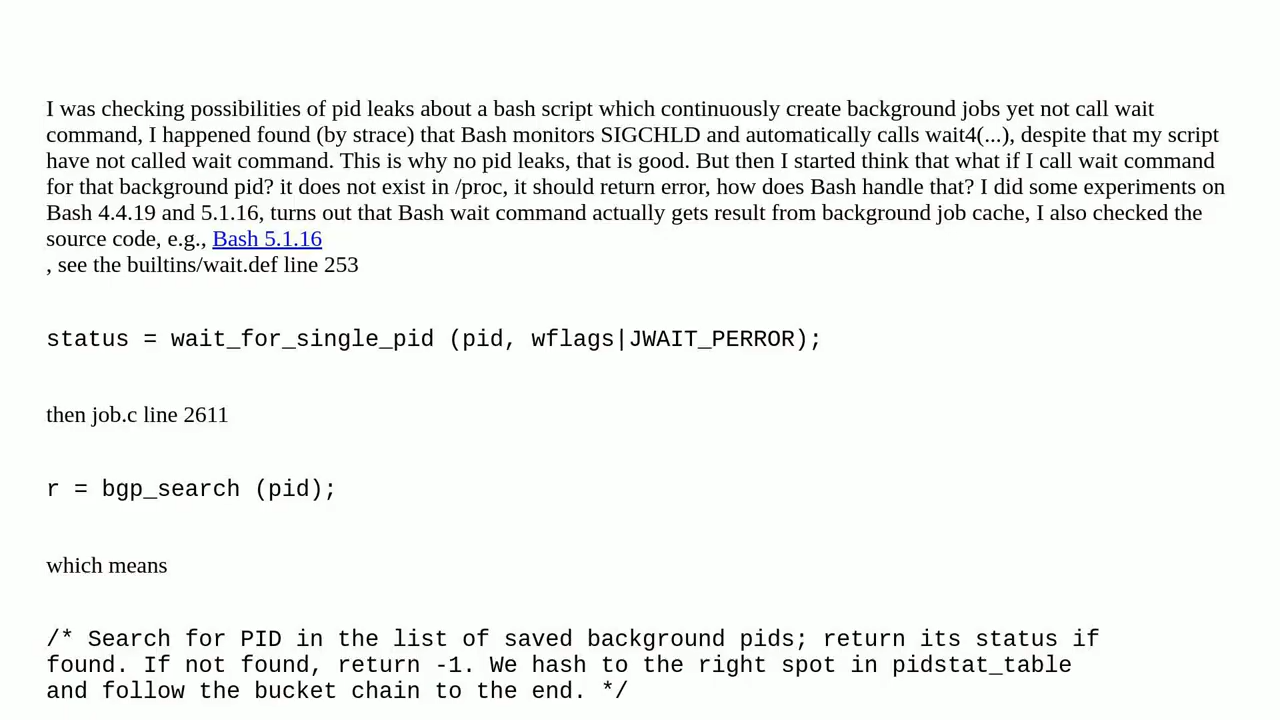 I was checking possibilities of pid leaks about a bash script which continuously create background jobs yet not call wait
command, I happened found (by strace) that Bash monitors SIGCHLD and automatically calls wait4(...), despite that my script
have not called wait command. This is why no pid leaks, that is good. But then I started think that what if I call wait command
for that background pid? it does not exist in /proc, it should return error, how does Bash handle that? I did some experiments on
Bash 4.4.19 and 5.1.16, turns out that Bash wait command actually gets result from background job cache, I also checked the
source code, e.g., Bash 5.1.16
, see the builtins/wait.def line 253
status = wait_for_single_pid (pid, wflags|JWAIT_PERROR);
then job.c line 2611
r = bgp_search (pid);
which means
/* Search for PID in the list of saved background pids; return its status if
found. If not found, return -1. We hash to the right spot in pidstat_table
and follow the bucket chain to the end. */